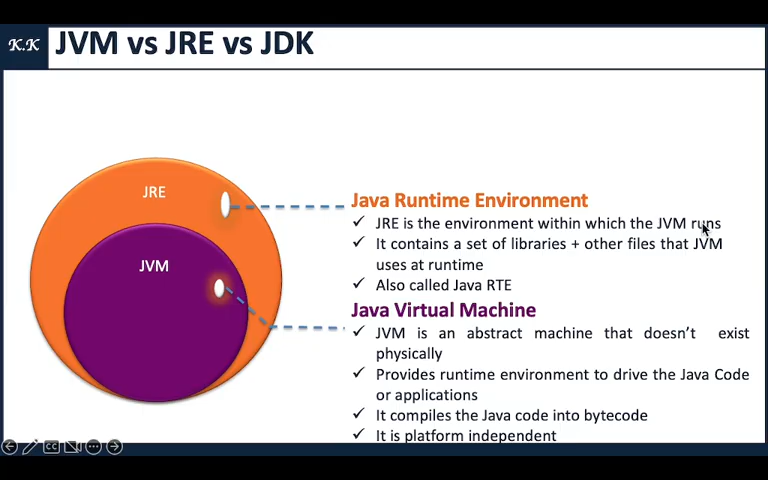 K.K
JVM vs JRE vs JDK
JRE
JVM
Java Runtime Environment
✓ JRE is the environment within which the JVM runs
✓ It contains a set of libraries + other files that JVM
uses at runtime
✓ Also called Java RTE
Java Virtual Machine
✓ JVM is an abstract machine that doesn't exist
physically
✓ Provides runtime environment to drive the Java Code
or applications
✓ It compiles the Java code into bytecode
✓ It is platform independent
CC